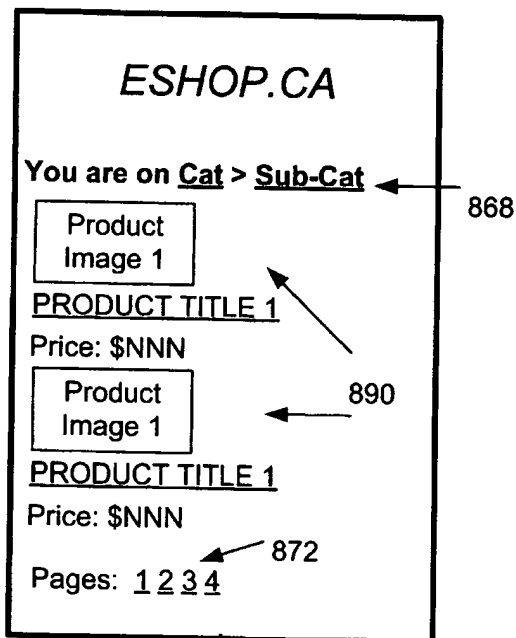 ESHOP.CA
You are on Cat > Sub-Cat
868
Product
Image 1
PRODUCT TITLE 1
Price: $NNN
890
Product
Image 1
PRODUCT TITLE 1
Price: $NNN
872
Pages: 1 2 3 4